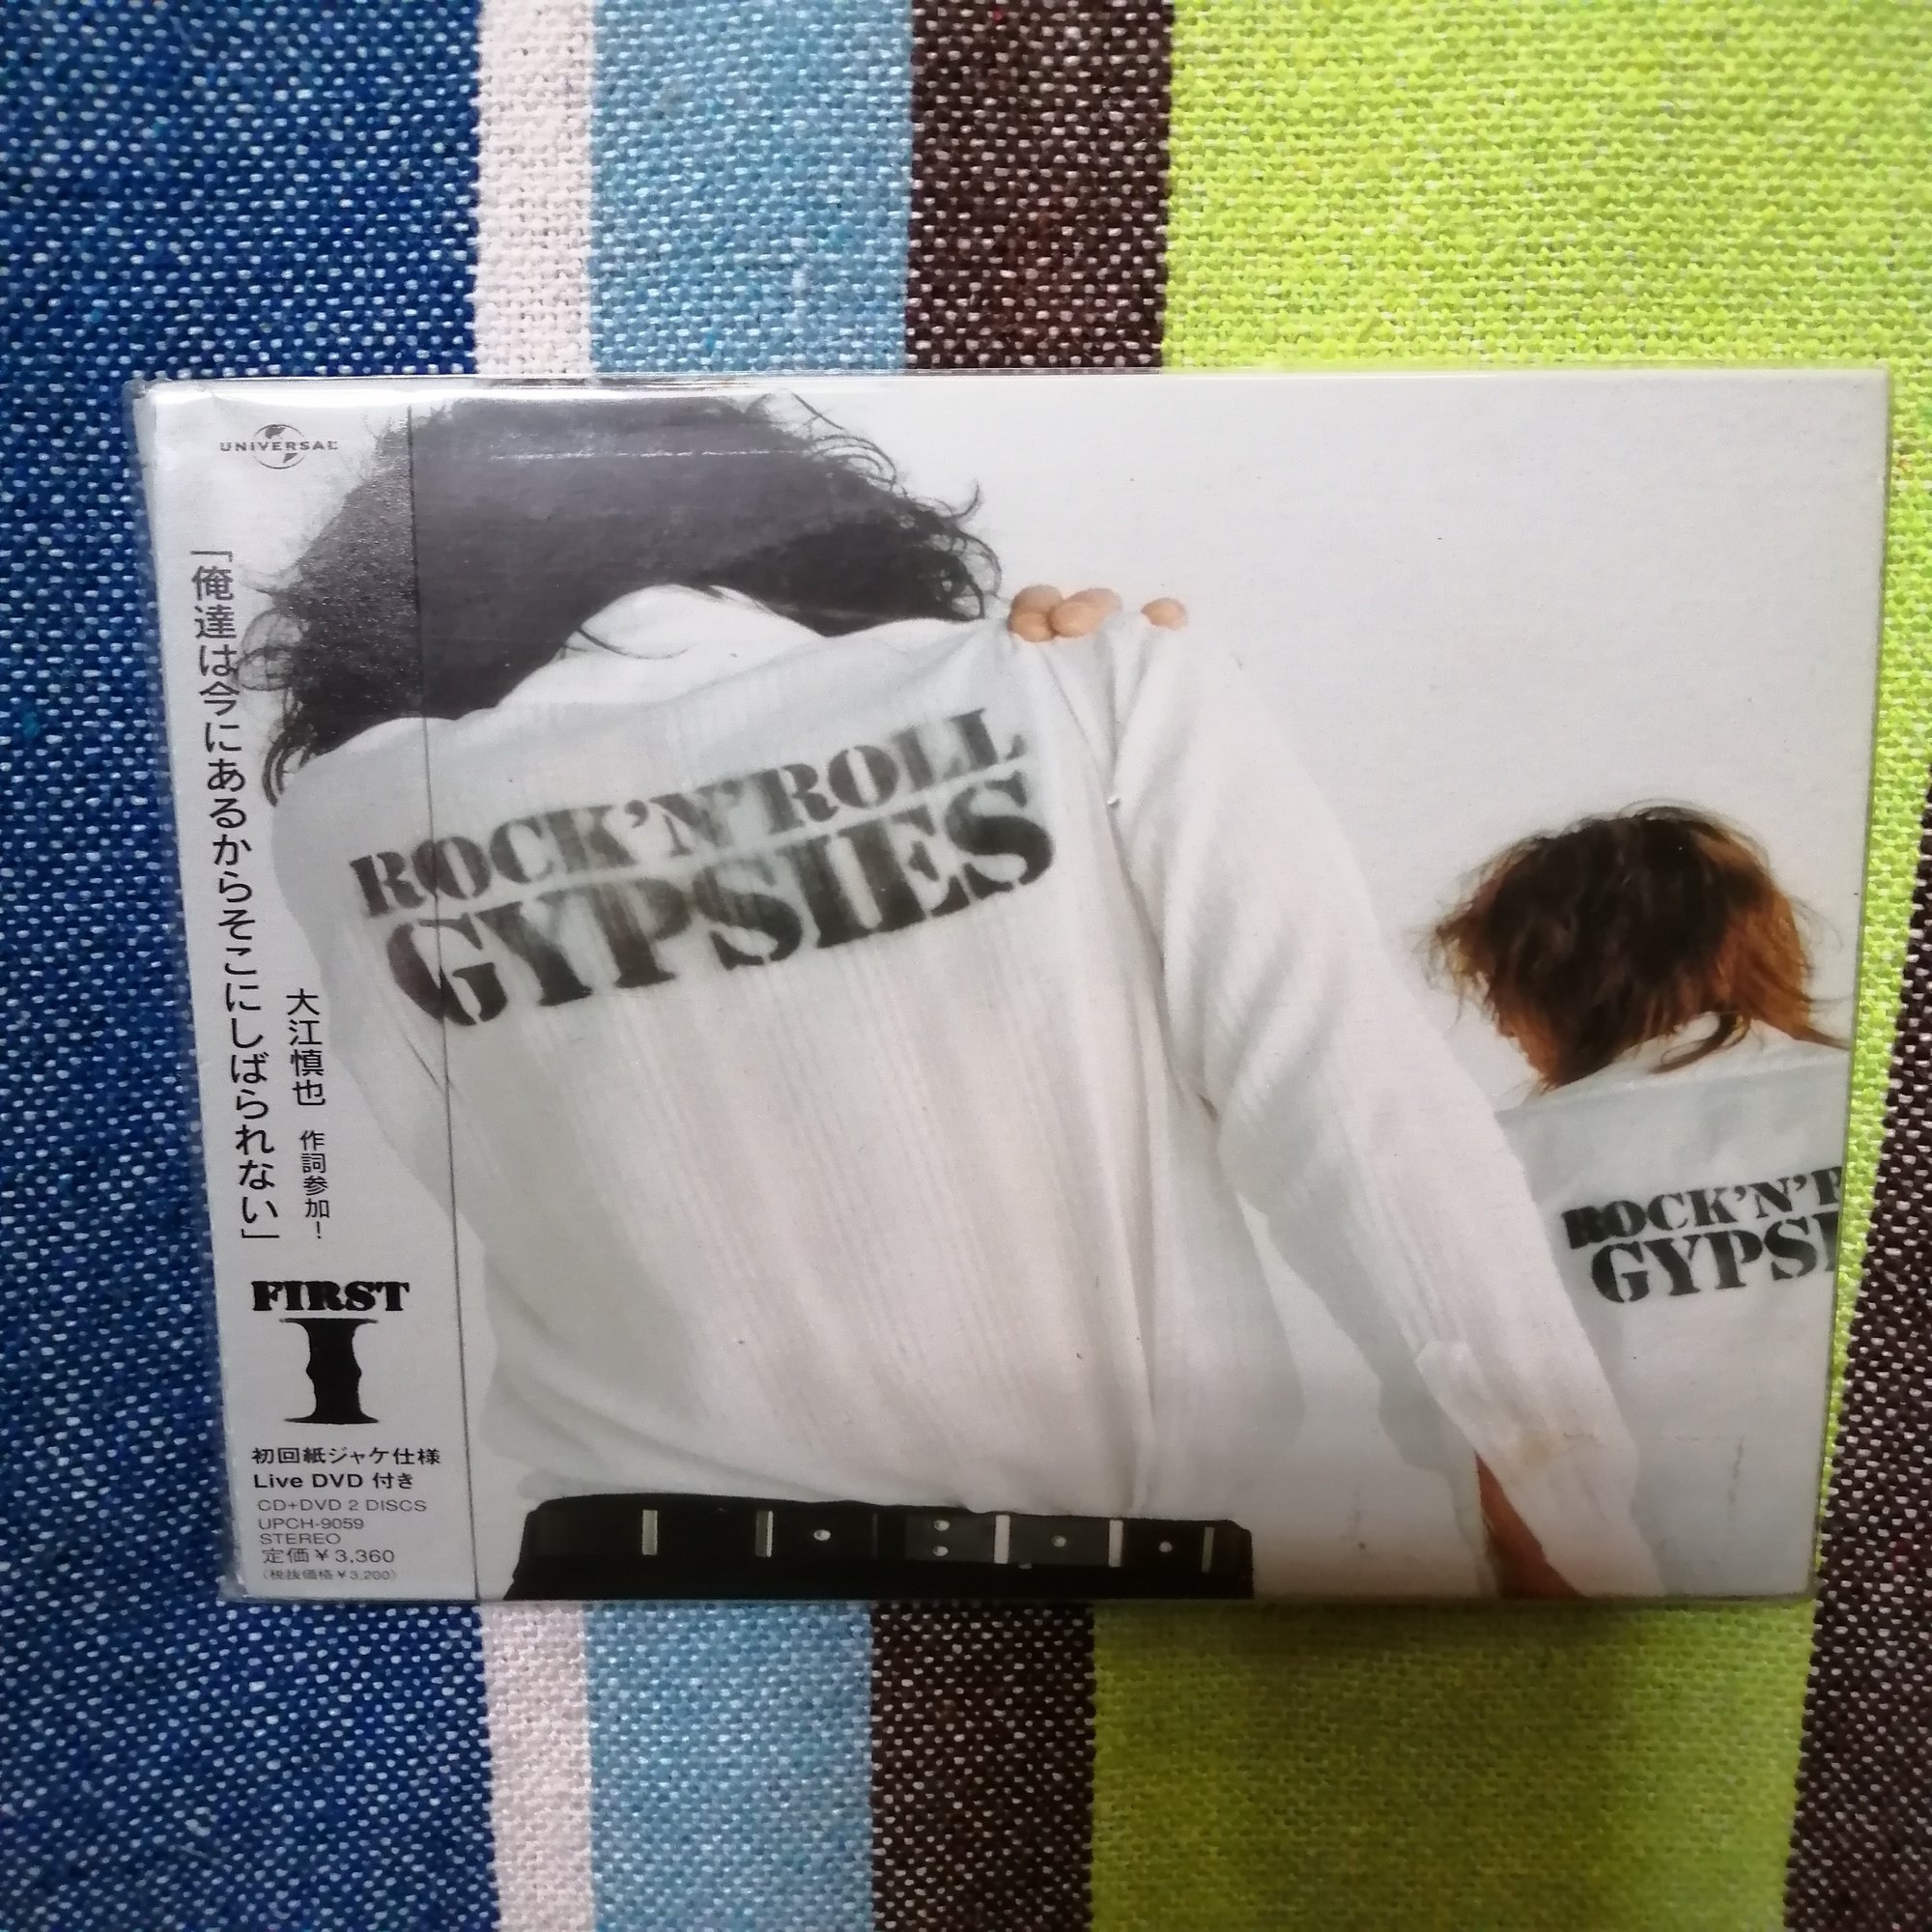 UNIVERSAL
「俺達は今にあるからそこにしばられない」
大江慎也 作詞参加!
FIRST
I
初回紙ジャケ仕様
Live DVD 付き
CD+DVD 2 DISCS
UPCH-9059
STEREO
定価¥3,360
(税抜価格¥3,200)
ROCK'N'ROLL
GYPSIES
ROCK'N'R
GYPSI